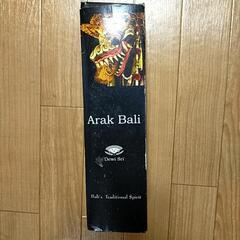 Arak Bali
Dewi Sri
Bali's Traditional Spirit